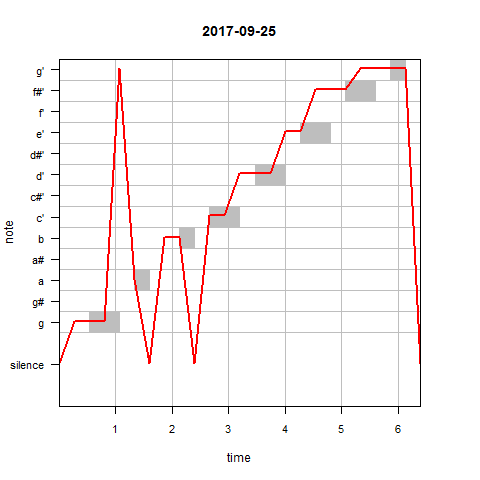 2017-09-25
g'
f#'
f'
e'
d#'
d'
c#'
c'
b
a#
a
g#
g
silence
note
1 2 3 4 5 6
time